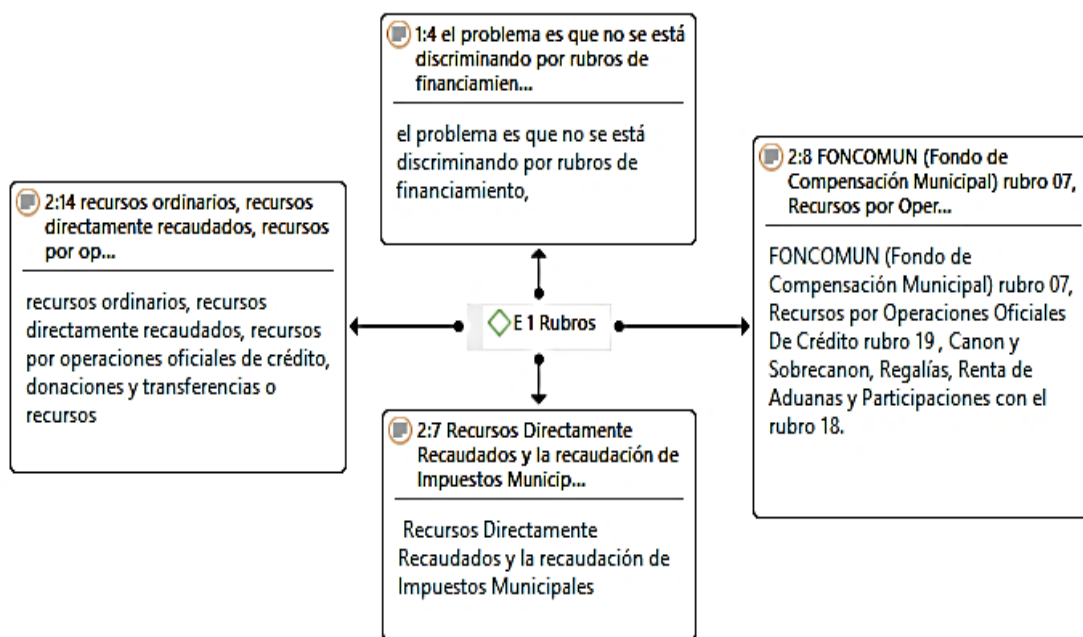 1:4 el problema es que no se está
discriminando por rubros de
financiamien...
el problema es que no se está
discriminando por rubros de
financiamiento,
2:14 recursos ordinarios, recursos
directamente recaudados, recursos
por op...
recursos ordinarios, recursos
directamente recaudados, recursos
por operaciones oficiales de crédito,
donaciones y transferencias o
recursos
E 1 Rubros
2:8 FONCOMUN (Fondo de
Compensación Municipal) rubro 07,
Recursos por Oper...
FONCOMUN (Fondo de
Compensación Municipal) rubro 07,
Recursos por Operaciones Oficiales
De Crédito rubro 19 , Canon y
Sobrecanon, Regalías, Renta de
Aduanas y Participaciones con el
rubro 18.
2:7 Recursos Directamente
Recaudados y la recaudación de
Impuestos Municip...
Recursos Directamente
Recaudados y la recaudación de
Impuestos Municipales